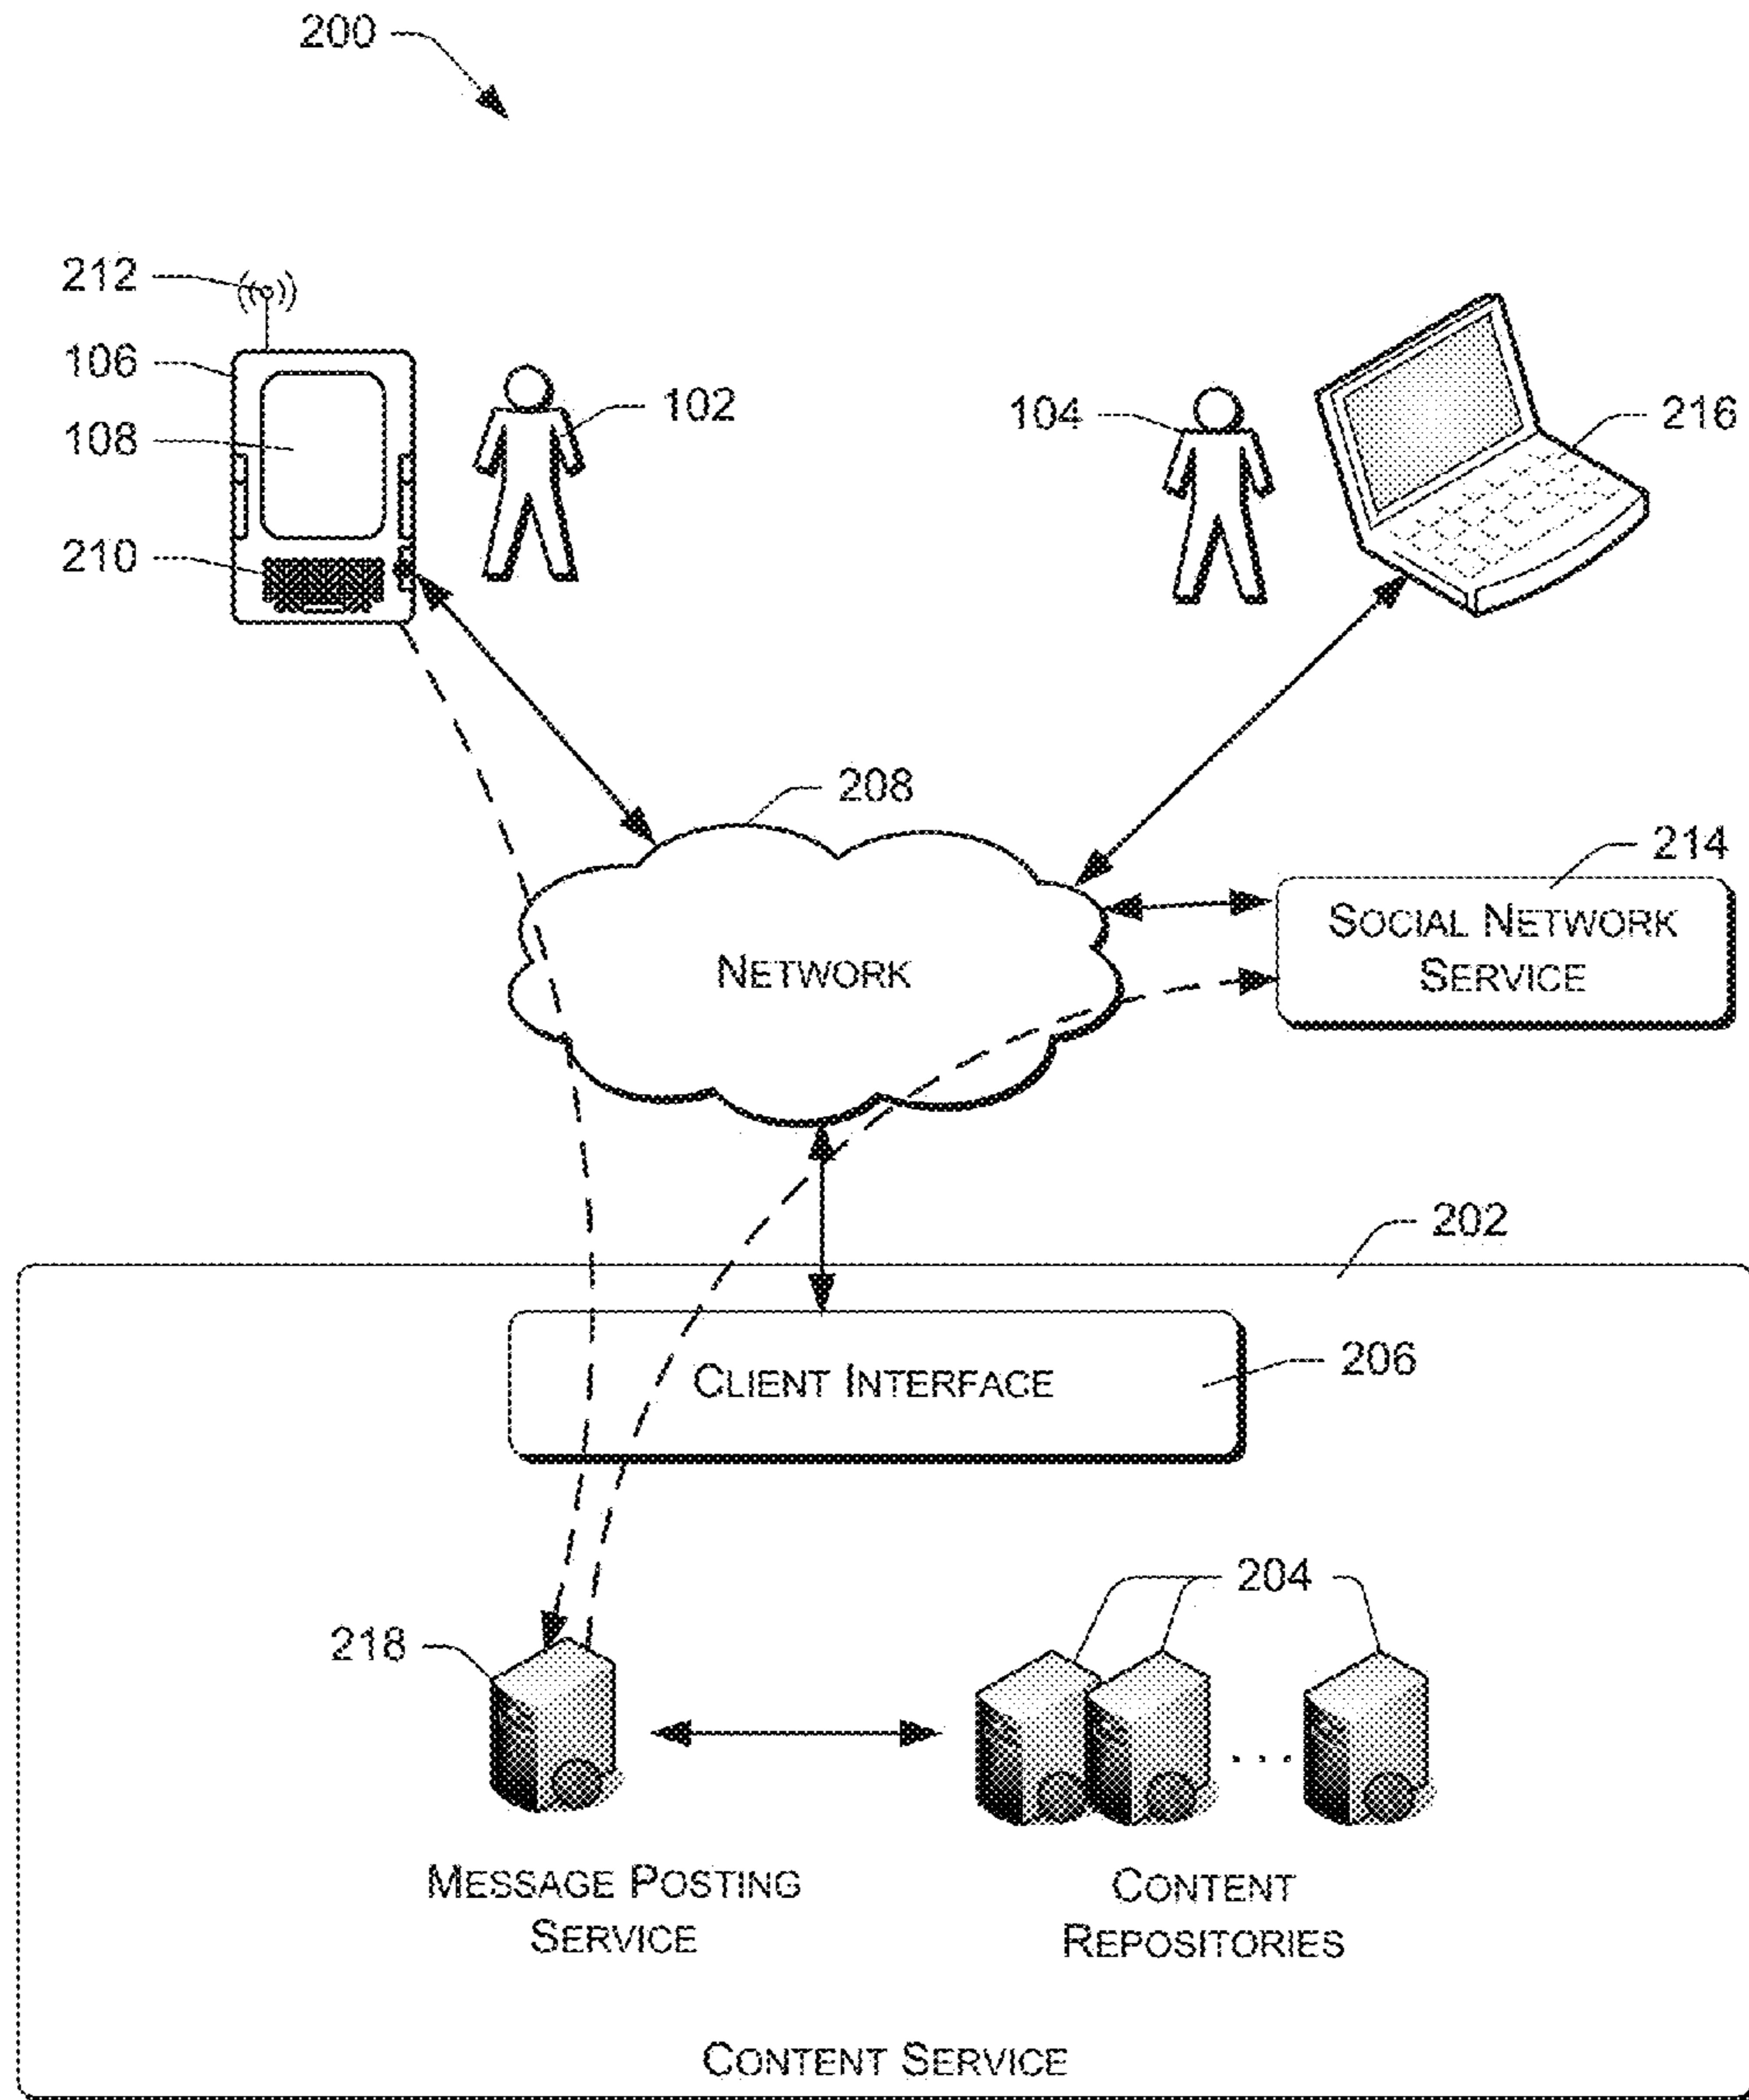 200
212
106
102
104
216
108
210
208
214
SOCIAL NETWORK
SERVICE
NETWORK
202
CLIENT INTERFACE
206
204
218
...
MESSAGE POSTING
SERVICE
CONTENT
REPOSITORIES
CONTENT SERVICE